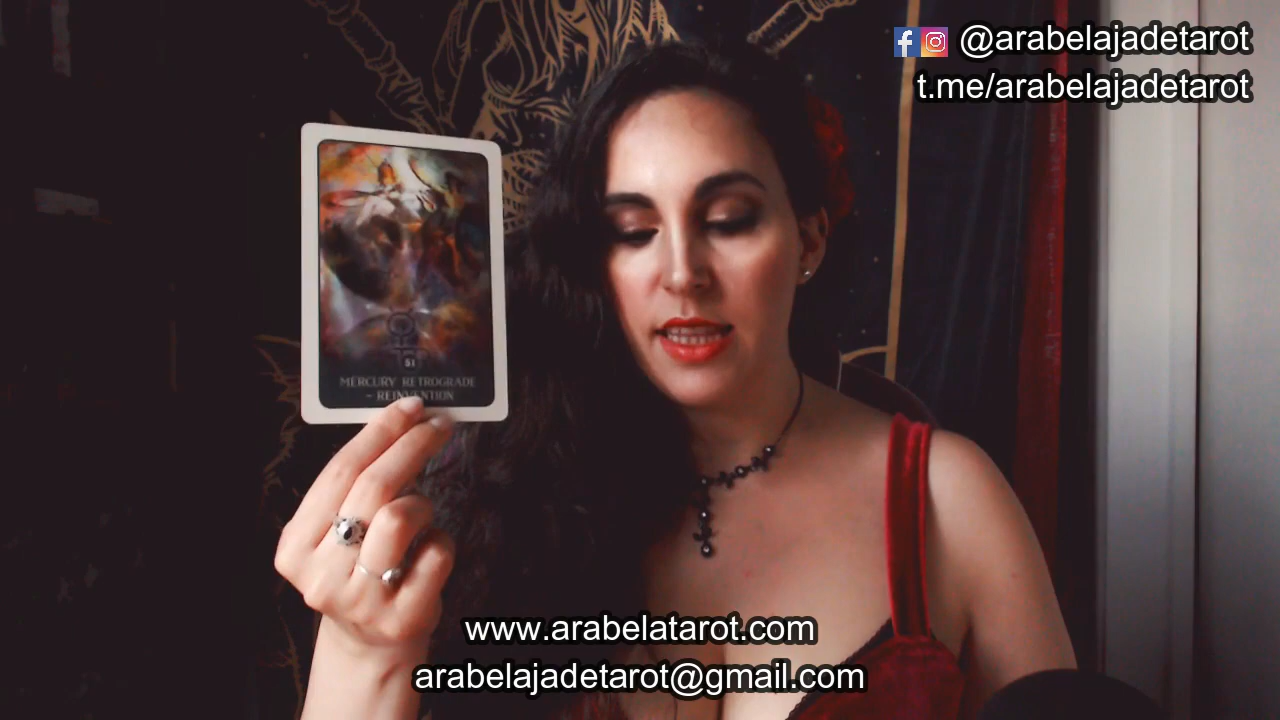 @arabelajadetarot
t.me/arabelajadetarot
51
MERCURY RETROGRADE
~ REINVENTION
www.arabelatarot.com
arabelajadetarot@gmail.com